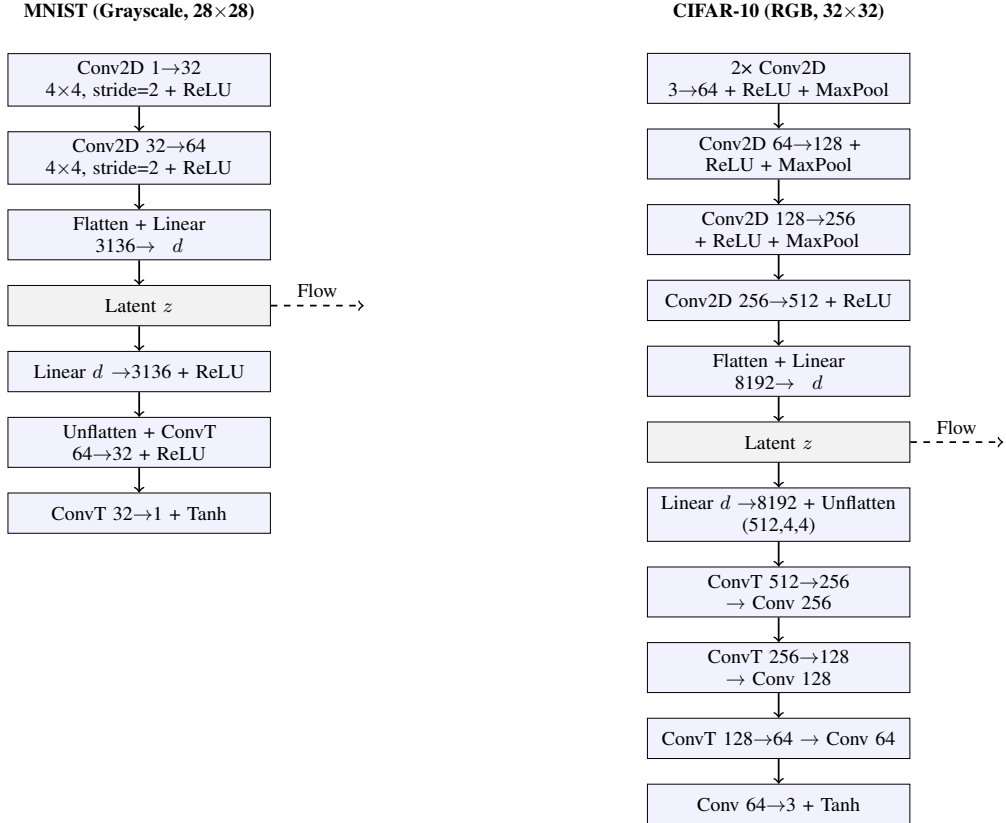 MNIST (Grayscale, 28×28)
Conv2D 1→32
4×4, stride=2 + ReLU
Conv2D 32→64
4×4, stride=2 + ReLU
Flatten + Linear
3136→ d
Latent z
Flow
Linear d →3136 + ReLU
Unflatten + ConvT
64→32 + ReLU
ConvT 32→1 + Tanh
CIFAR-10 (RGB, 32×32)
2× Conv2D
3→64 + ReLU + MaxPool
Conv2D 64→128 +
ReLU + MaxPool
Conv2D 128→256
+ ReLU + MaxPool
Conv2D 256→512 + ReLU
Flatten + Linear
8192→ d
Latent z
Flow
Linear d →8192 + Unflatten
(512,4,4)
ConvT 512→256
→ Conv 256
ConvT 256→128
→ Conv 128
ConvT 128→64 → Conv 64
Conv 64→3 + Tanh